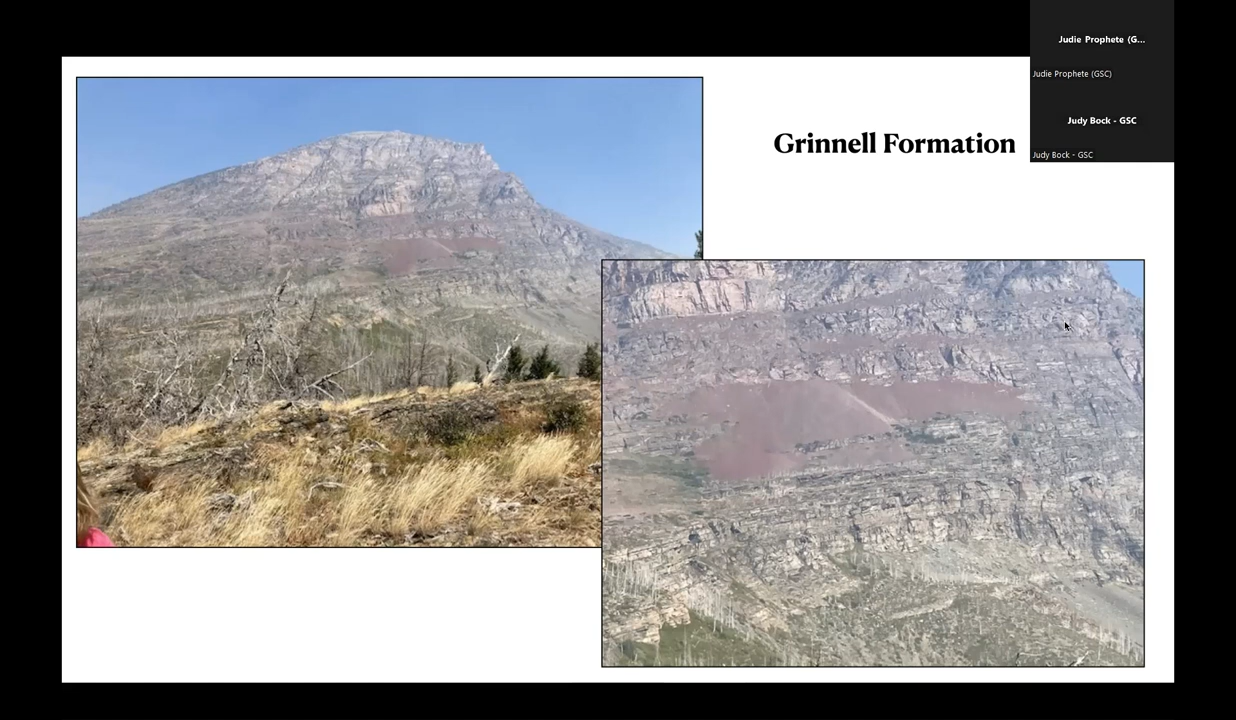 Judie Prophete (G...
Judie Prophete (GSC)
Grinnell Formation
Judy Bock - GSC
Judy Bock - GSC